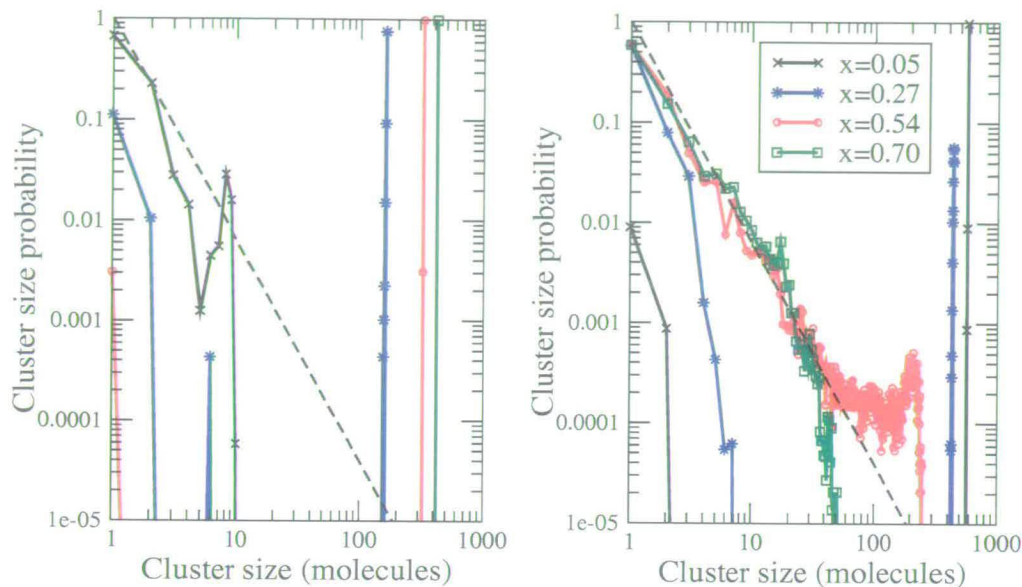 1
0.1
0.01
0.001
0.0001
1e-05
Cluster size probability
1 10 100 1000
Cluster size (molecules)
1
0.1
0.01
0.001
0.0001
1e-05
Cluster size probability
1 10 100 1000
Cluster size (molecules)
x=0.05
x=0.27
x=0.54
x=0.70